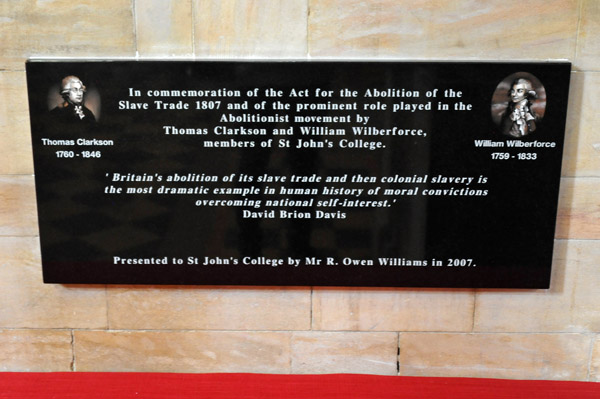 In commemoration of the Act for the Abolition of the
Slave Trade 1807 and of the prominent role played in the
Abolitionist movement by
Thomas Clarkson and William Wilberforce,
members of St John's College.
Thomas Clarkson
1760 - 1846
William Wilberforce
1759 - 1833
' Britain's abolition of its slave trade and then colonial slavery is
the most dramatic example in human history of moral convictions
overcoming national self-interest.'
David Brion Davis
Presented to St John's College by Mr R. Owen Williams in 2007.